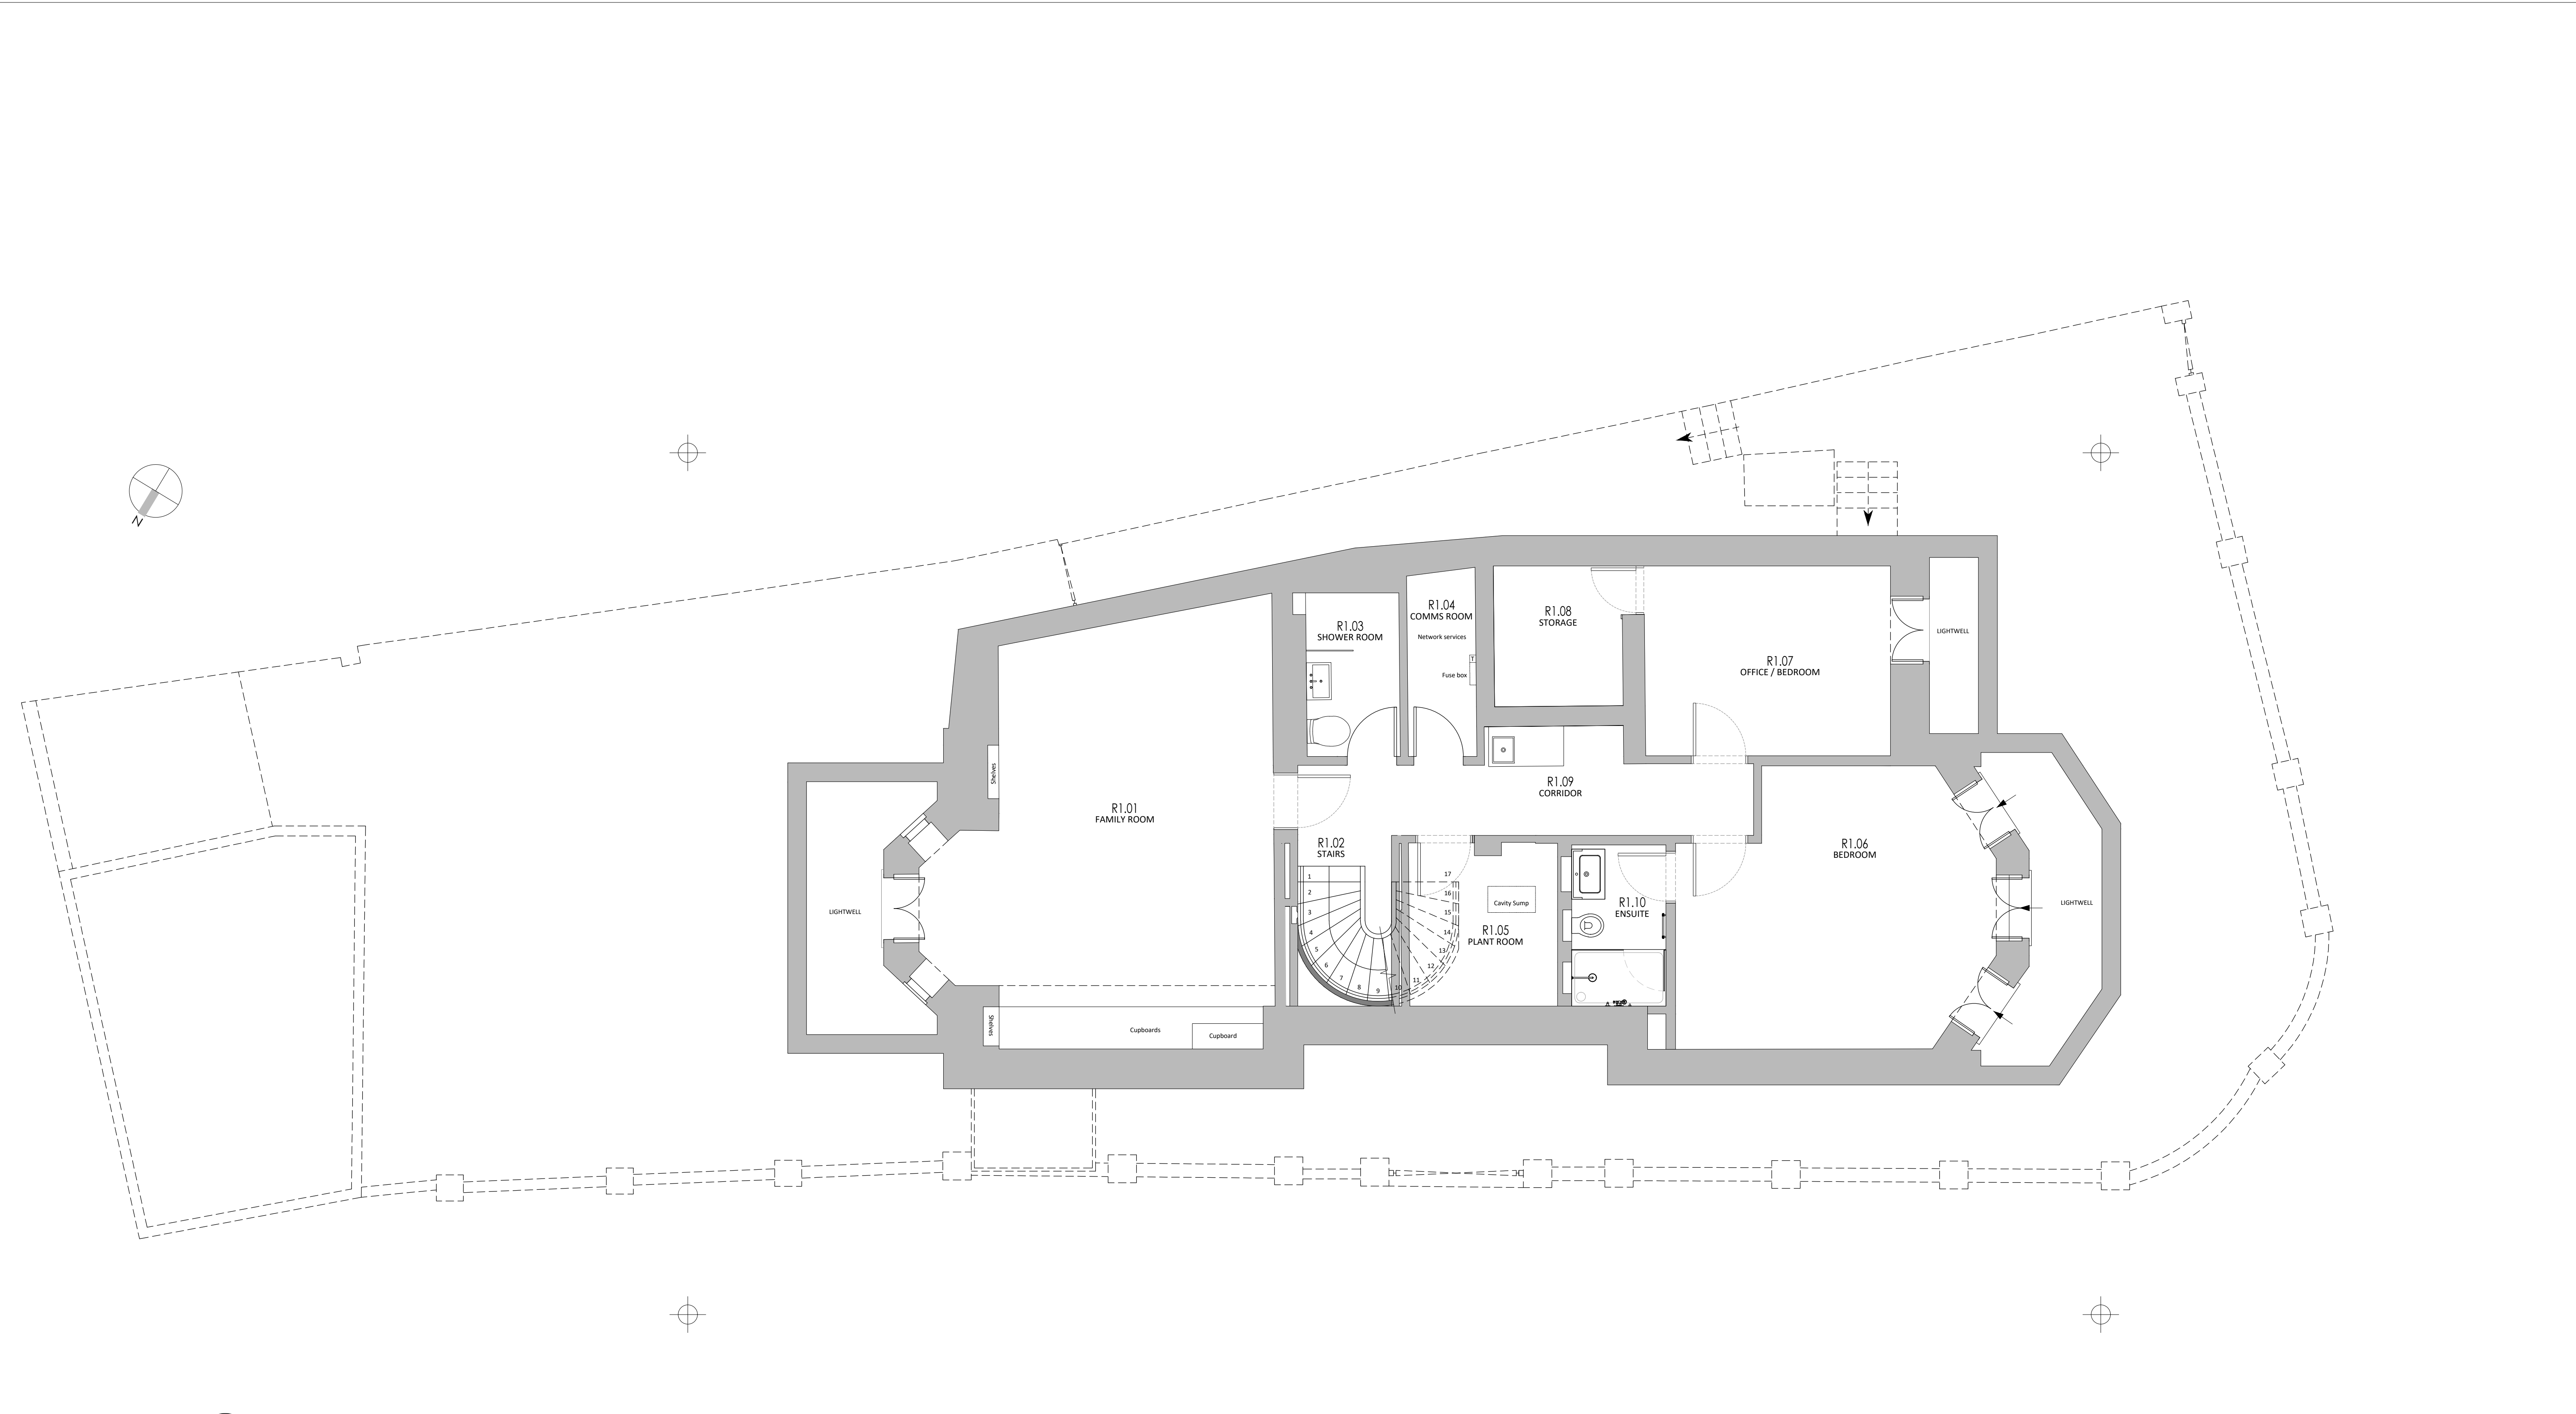 N
R1.04
COMMS ROOM
Network services
T
Fuse box
R1.08
STORAGE
R1.03
SHOWER ROOM
R1.07
OFFICE / BEDROOM
LIGHTWELL
Shelves
R1.01
FAMILY ROOM
R1.09
CORRIDOR
R1.02
STAIRS
R1.06
BEDROOM
1
2
3
4
5
6
7
8
9
10
11
12
13
14
15
16
17
Cavity Sump
R1.05
PLANT ROOM
R1.10
ENSUITE
LIGHTWELL
LIGHTWELL
Shelves
Cupboards
Cupboard